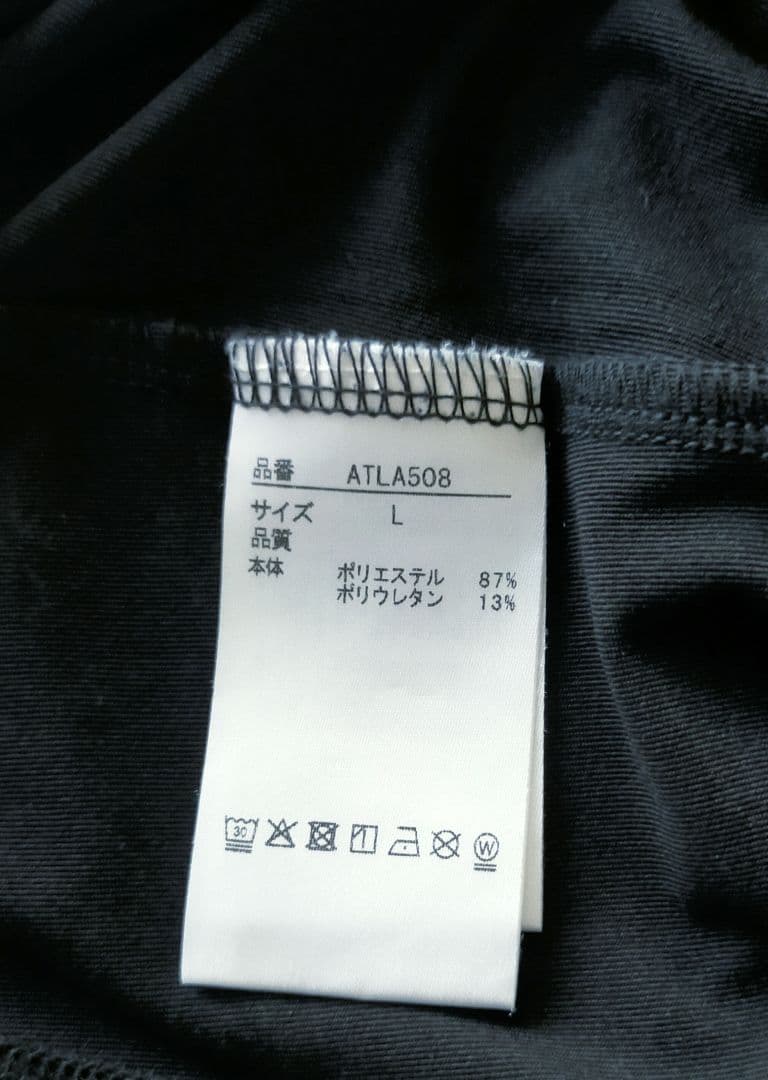 品番 ATLA508
サイズ L
品質
本体 ポリエステル 87%
ポリウレタン 13%
30 W